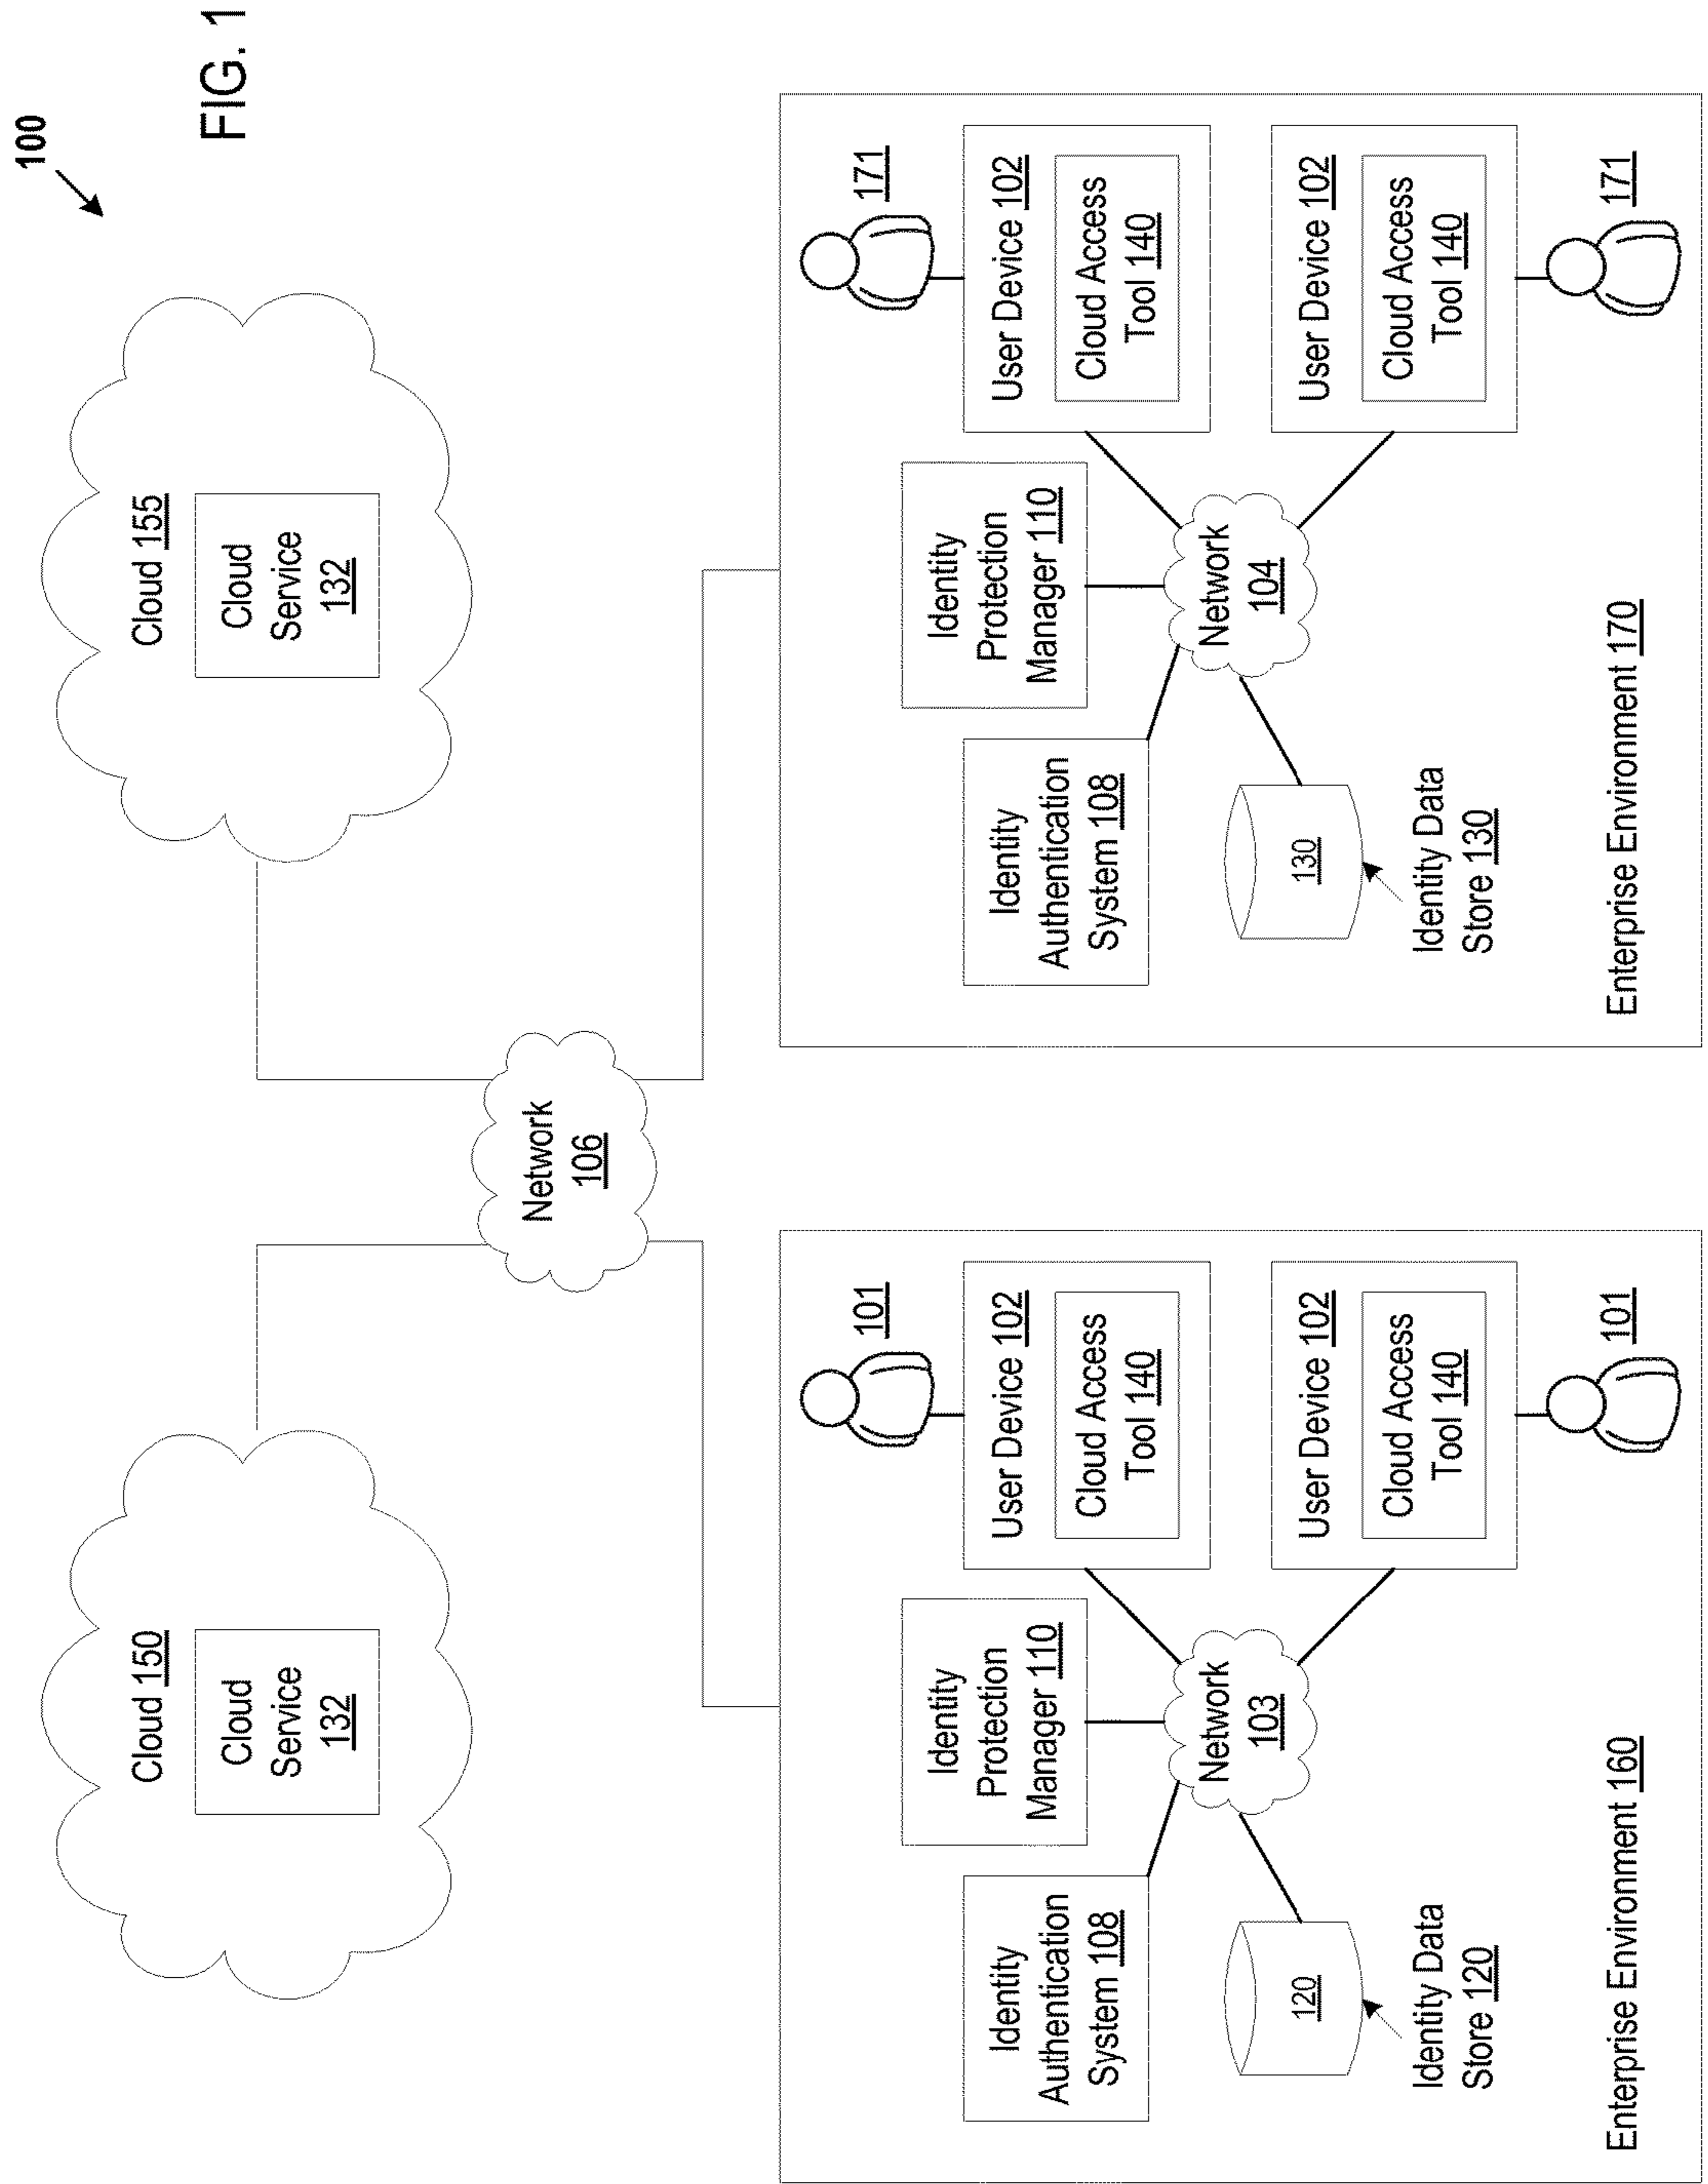 100
FIG. 1
Cloud 150
Cloud
Service
132
Cloud 155
Cloud
Service
132
Network
106
101
User Device 102
Cloud Access
Tool 140
Identity
Protection
Manager 110
Identity
Authentication
System 108
Network
103
120
Identity Data
Store 120
User Device 102
Cloud Access
Tool 140
101
Enterprise Environment 160
171
User Device 102
Cloud Access
Tool 140
Identity
Protection
Manager 110
Identity
Authentication
System 108
Network
104
130
Identity Data
Store 130
User Device 102
Cloud Access
Tool 140
171
Enterprise Environment 170